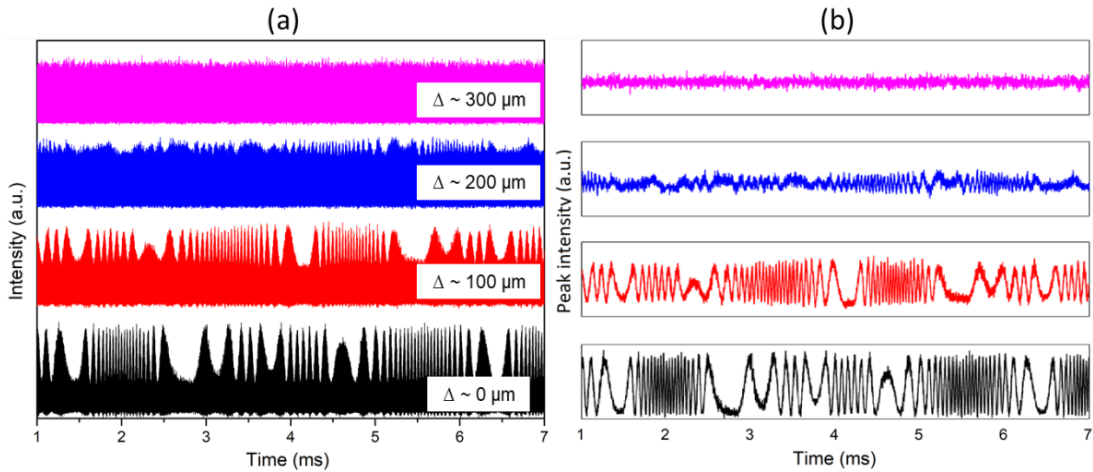 (a)
(b)
Intensity (a.u.)
Δ ~ 300 µm
Δ ~ 200 µm
Δ ~ 100 µm
Δ ~ 0 µm
1 2 3 4 5 6 7
Time (ms)
Peak intensity (a.u.)
1 2 3 4 5 6 7
Time (ms)